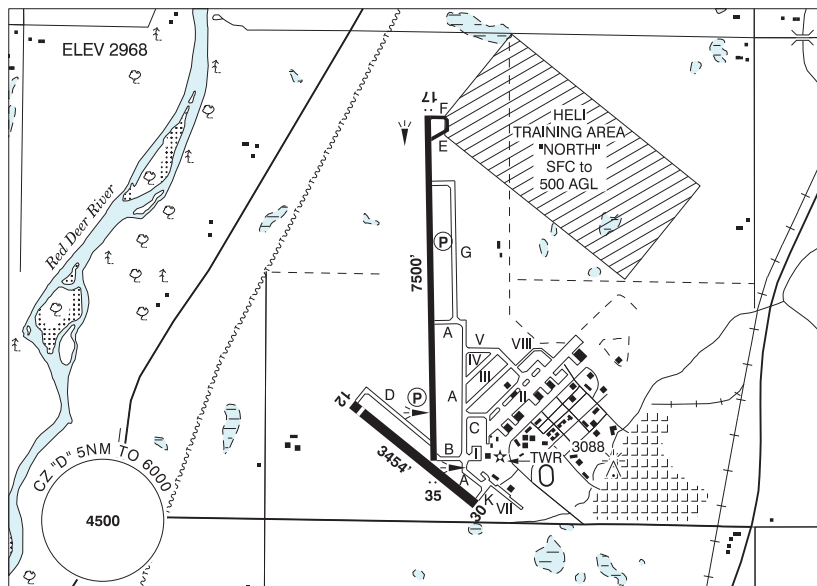 ELEV 2968
Red Deer River
17
F
E
HELI
TRAINING AREA
"NORTH"
SFC to
500 AGL
P
G
7500'
A
V
VIII
IV
III
II
A
D
P
12
C
B
I
TWR
3088
3454'
A
35
K
30
VII
CZ "D" 5NM TO 6000
4500